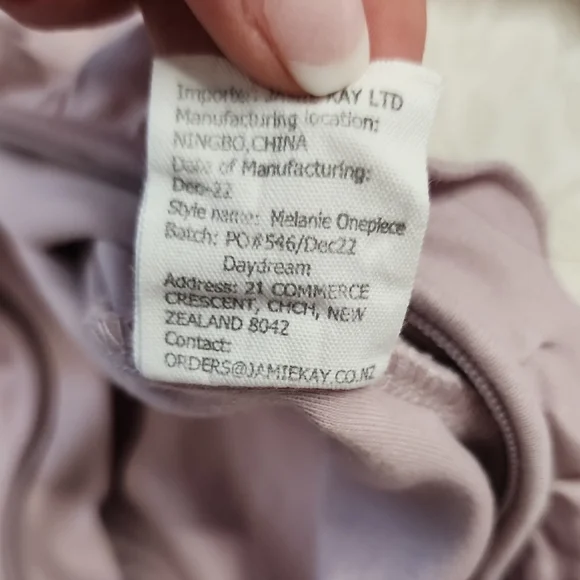 Importer: JAMIE KAY LTD
Manufacturing location:
NINGBO,CHINA
Date of Manufacturing:
Dec-22
Style name: Melanie Onepiece
Batch: PO#546/Dec22
Daydream
Address: 21 COMMERCE
CRESCENT, CHCH, NEW
ZEALAND 8042
Contact:
ORDERS@JAMIEKAY.CO.NZ